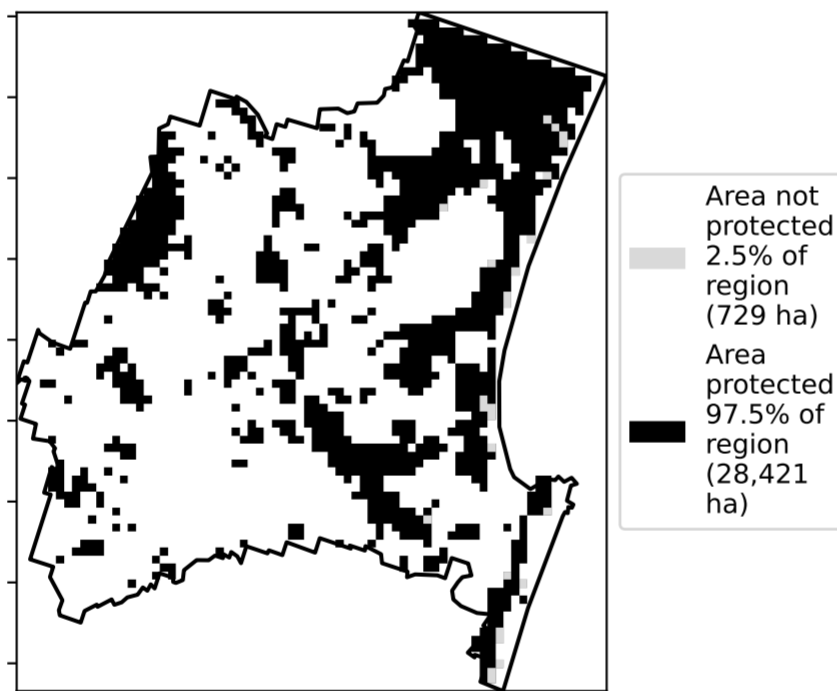 Area not
protected
2.5% of
region
(729 ha)
Area
protected
97.5% of
region
(28,421
ha)